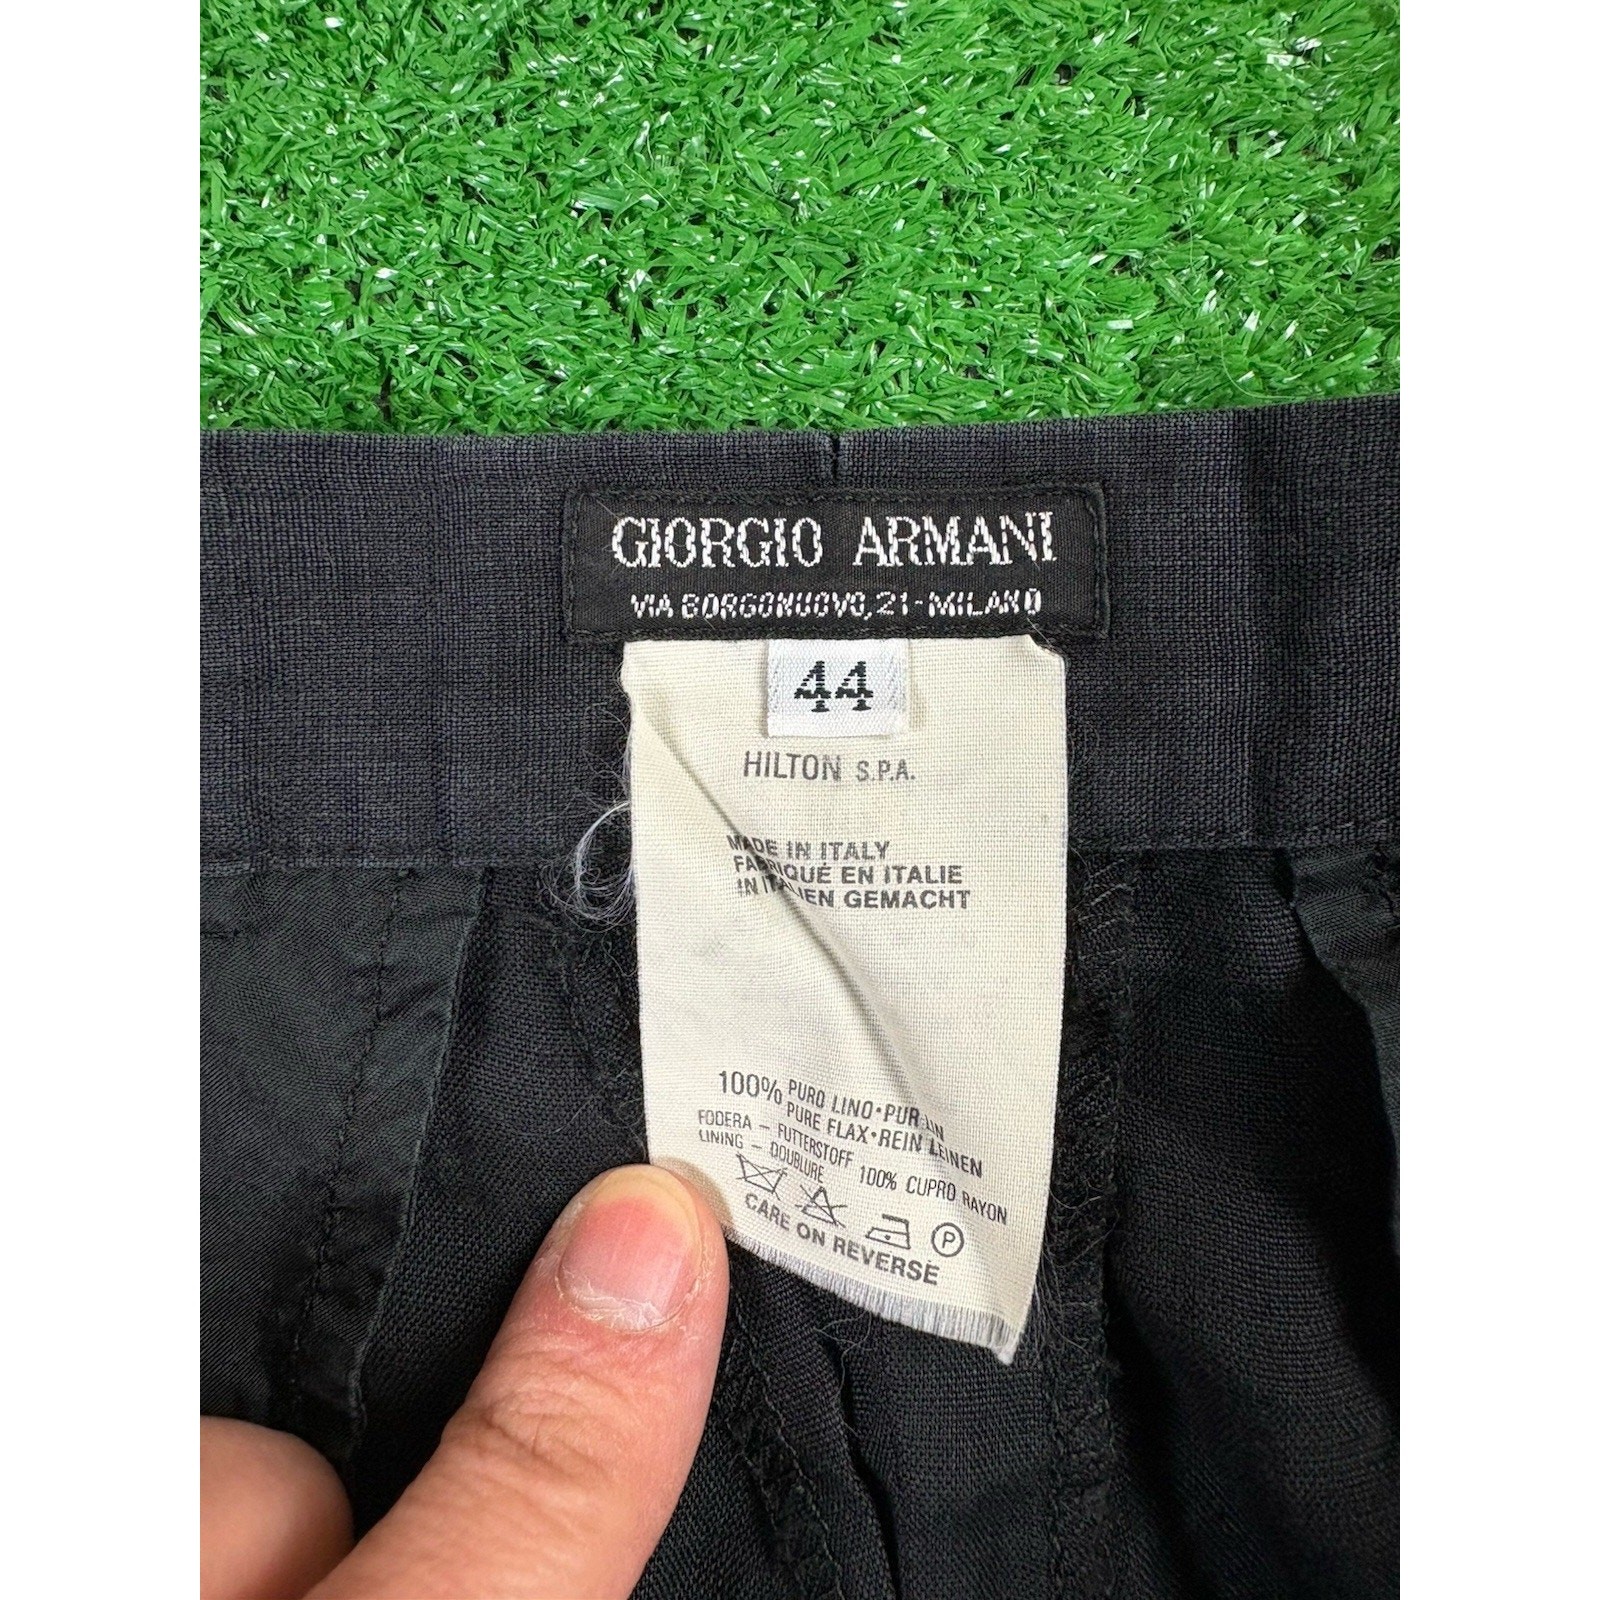 GIORGIO ARMANI
VIA BORGONUOVO, 21-MILANO
44
HILTON S.P.A.
MADE IN ITALY
FABRIQUÉ EN ITALIE
IN ITALIEN GEMACHT
100% PURO LINO•PUR LIN
PURE FLAX•REIN LEINEN
FODERA – FUTTERSTOFF 100% CUPRO RAYON
LINING – DOUBLURE
P
CARE ON REVERSE